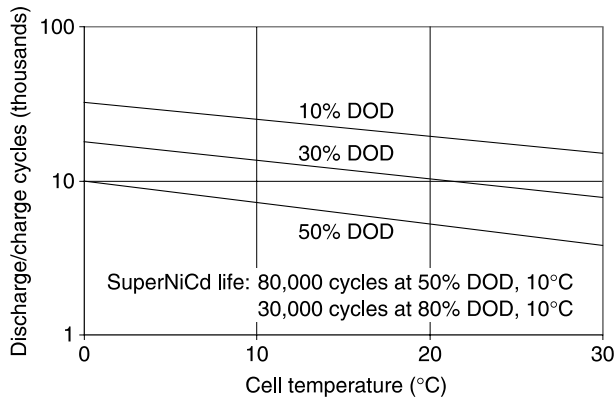 Discharge/charge cycles (thousands)
100
10
1
10% DOD
30% DOD
50% DOD
SuperNiCd life: 80,000 cycles at 50% DOD, 10°C
30,000 cycles at 80% DOD, 10°C
0
10
20
30
Cell temperature (°C)